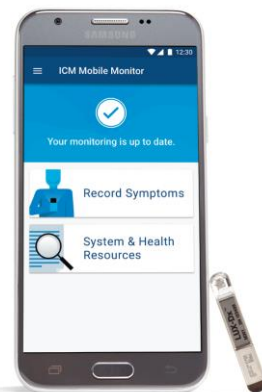 SAMSUNG
12:30
ICM Mobile Monitor
Your monitoring is up to date.
Record Symptoms
System & Health
Resources
LUX-Dx